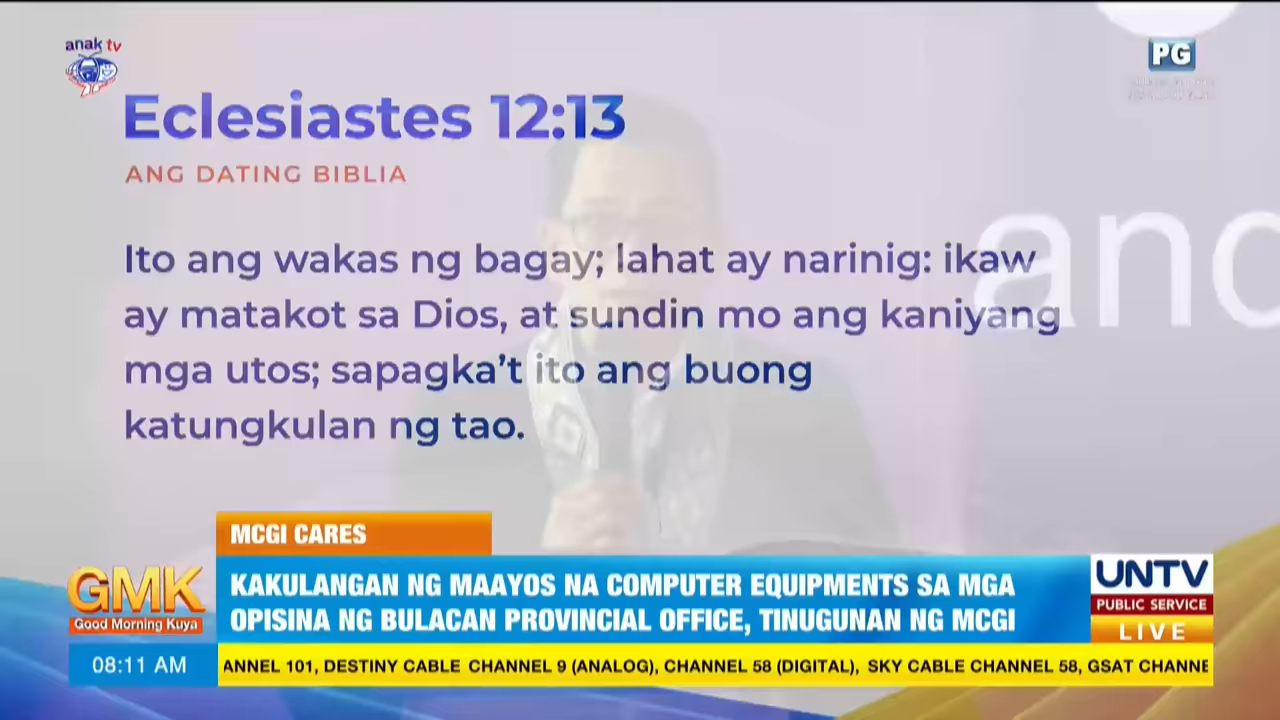 anak tv
PG
Eclesiastes 12:13
ANG DATING BIBLIA
and
Ito ang wakas ng bagay; lahat ay narinig: ikaw
ay matakot sa Dios, at sundin mo ang kaniyang
mga utos; sapagka't ito ang buong
katungkulan ng tao.
MCGI CARES
GMK
Good Morning Kuya
KAKULANGAN NG MAAYOS NA COMPUTER EQUIPMENTS SA MGA
OPISINA NG BULACAN PROVINCIAL OFFICE, TINUGUNAN NG MCGI
UNTV
PUBLIC SERVICE
LIVE
08:11 AM
ANNEL 101, DESTINY CABLE CHANNEL 9 (ANALOG), CHANNEL 58 (DIGITAL), SKY CABLE CHANNEL 58, GSAT CHANNE